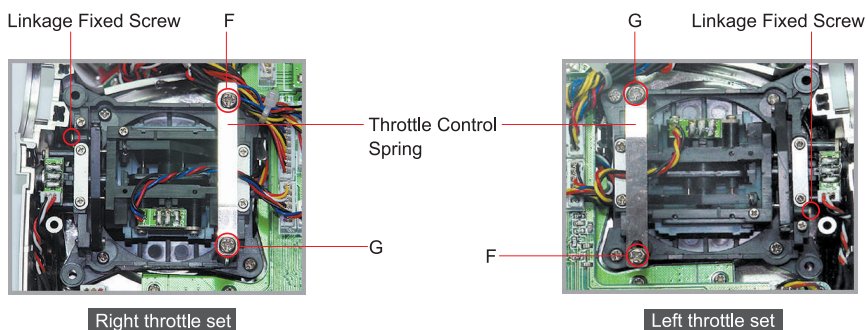 Linkage Fixed Screw
F
G
Linkage Fixed Screw
Throttle Control
Spring
G
F
Right throttle set
Left throttle set